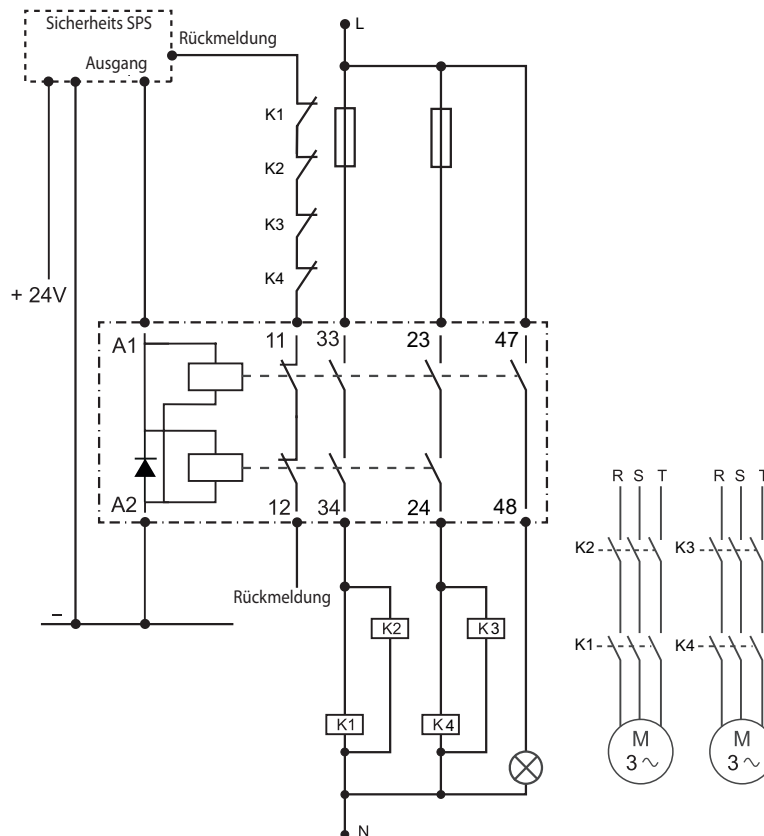 Sicherheits SPS
L
Rückmeldung
Ausgang
K1
K2
K3
K4
+ 24V
A1
11
33
23
47
A2
12
34
24
48
R S T
R S T
K2
K3
Rückmeldung
–
K2
K3
K1
K4
K1
K4
M
3 ~
M
3 ~
N